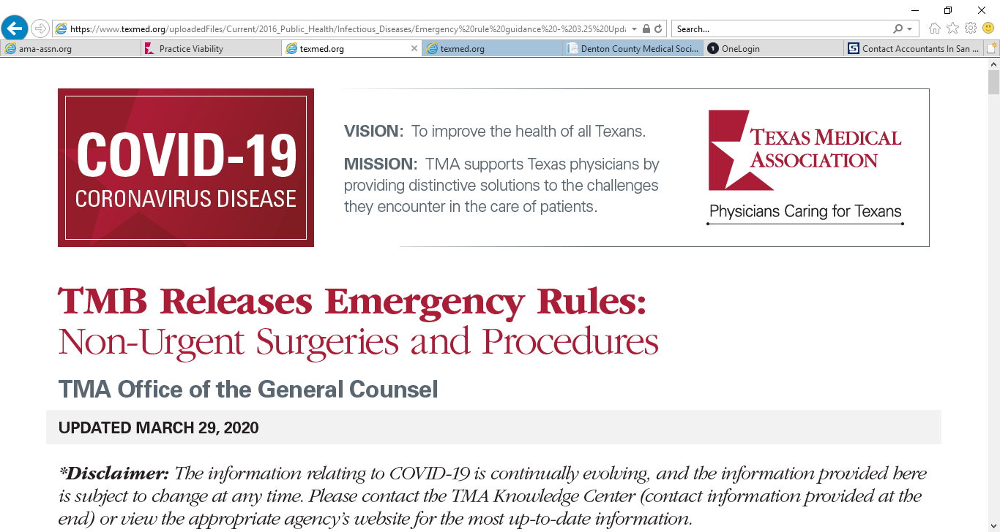 https://www.texmed.org/uploadedFiles/Current/2016_Public_Health/Infectious_Diseases/Emergency%20rule%20guidance%20-%203.25%20Upda
Search...
ama-assn.org
Practice Viability
texmed.org
texmed.org
Denton County Medical Soci...
OneLogin
Contact Accountants In San ...
COVID-19
CORONAVIRUS DISEASE
VISION: To improve the health of all Texans.
MISSION: TMA supports Texas physicians by
providing distinctive solutions to the challenges
they encounter in the care of patients.
TEXAS MEDICAL
ASSOCIATION
Physicians Caring for Texans
TMB Releases Emergency Rules:
Non-Urgent Surgeries and Procedures
TMA Office of the General Counsel
UPDATED MARCH 29, 2020
*Disclaimer: The information relating to COVID-19 is continually evolving, and the information provided here
is subject to change at any time. Please contact the TMA Knowledge Center (contact information provided at the
end) or view the appropriate agency's website for the most up-to-date information.